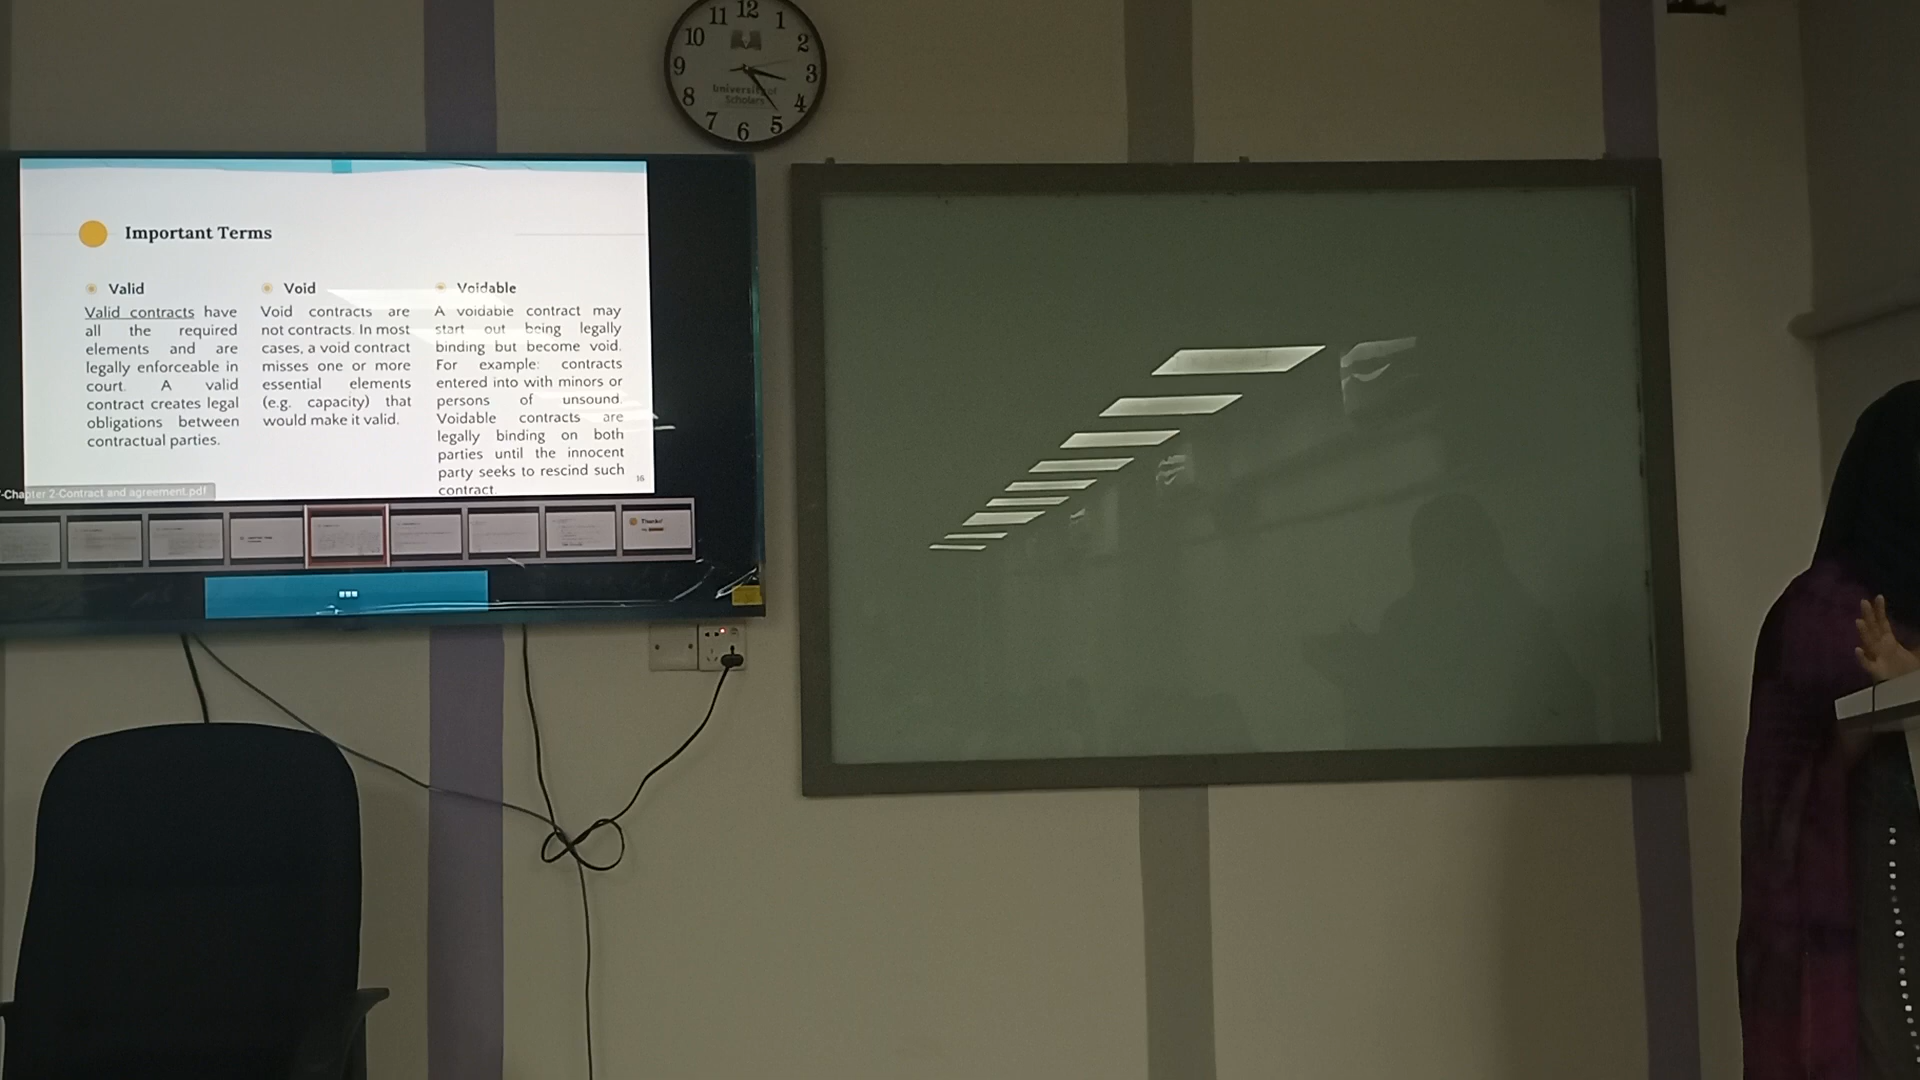 11 12 1
10 2
9 3
8 4
7 6 5
University of
Scholars
Important Terms
Valid
Valid contracts have
all the required
elements and are
legally enforceable in
court. A valid
contract creates legal
obligations between
contractual parties.
Void
Void contracts are
not contracts. In most
cases, a void contract
misses one or more
essential elements
(e.g. capacity) that
would make it valid.
Voidable
A voidable contract may
start out being legally
binding but become void.
For example: contracts
entered into with minors or
persons of unsound.
Voidable contracts are
legally binding on both
parties until the innocent
party seeks to rescind such
contract.
16
-Chapter 2-Contract and agreement.pdf
Thanks!